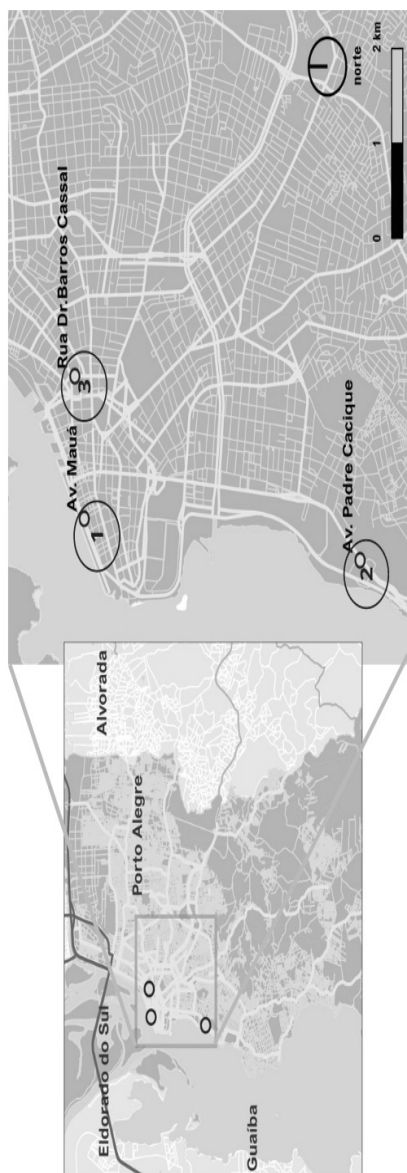 Eldorado do Sul
Porto Alegre
Alvorada
Guaiba
Av. Mauá
Rua Dr.Barros Cassal
1
3
Av. Padre Cacique
2
norte
0 1 2 km